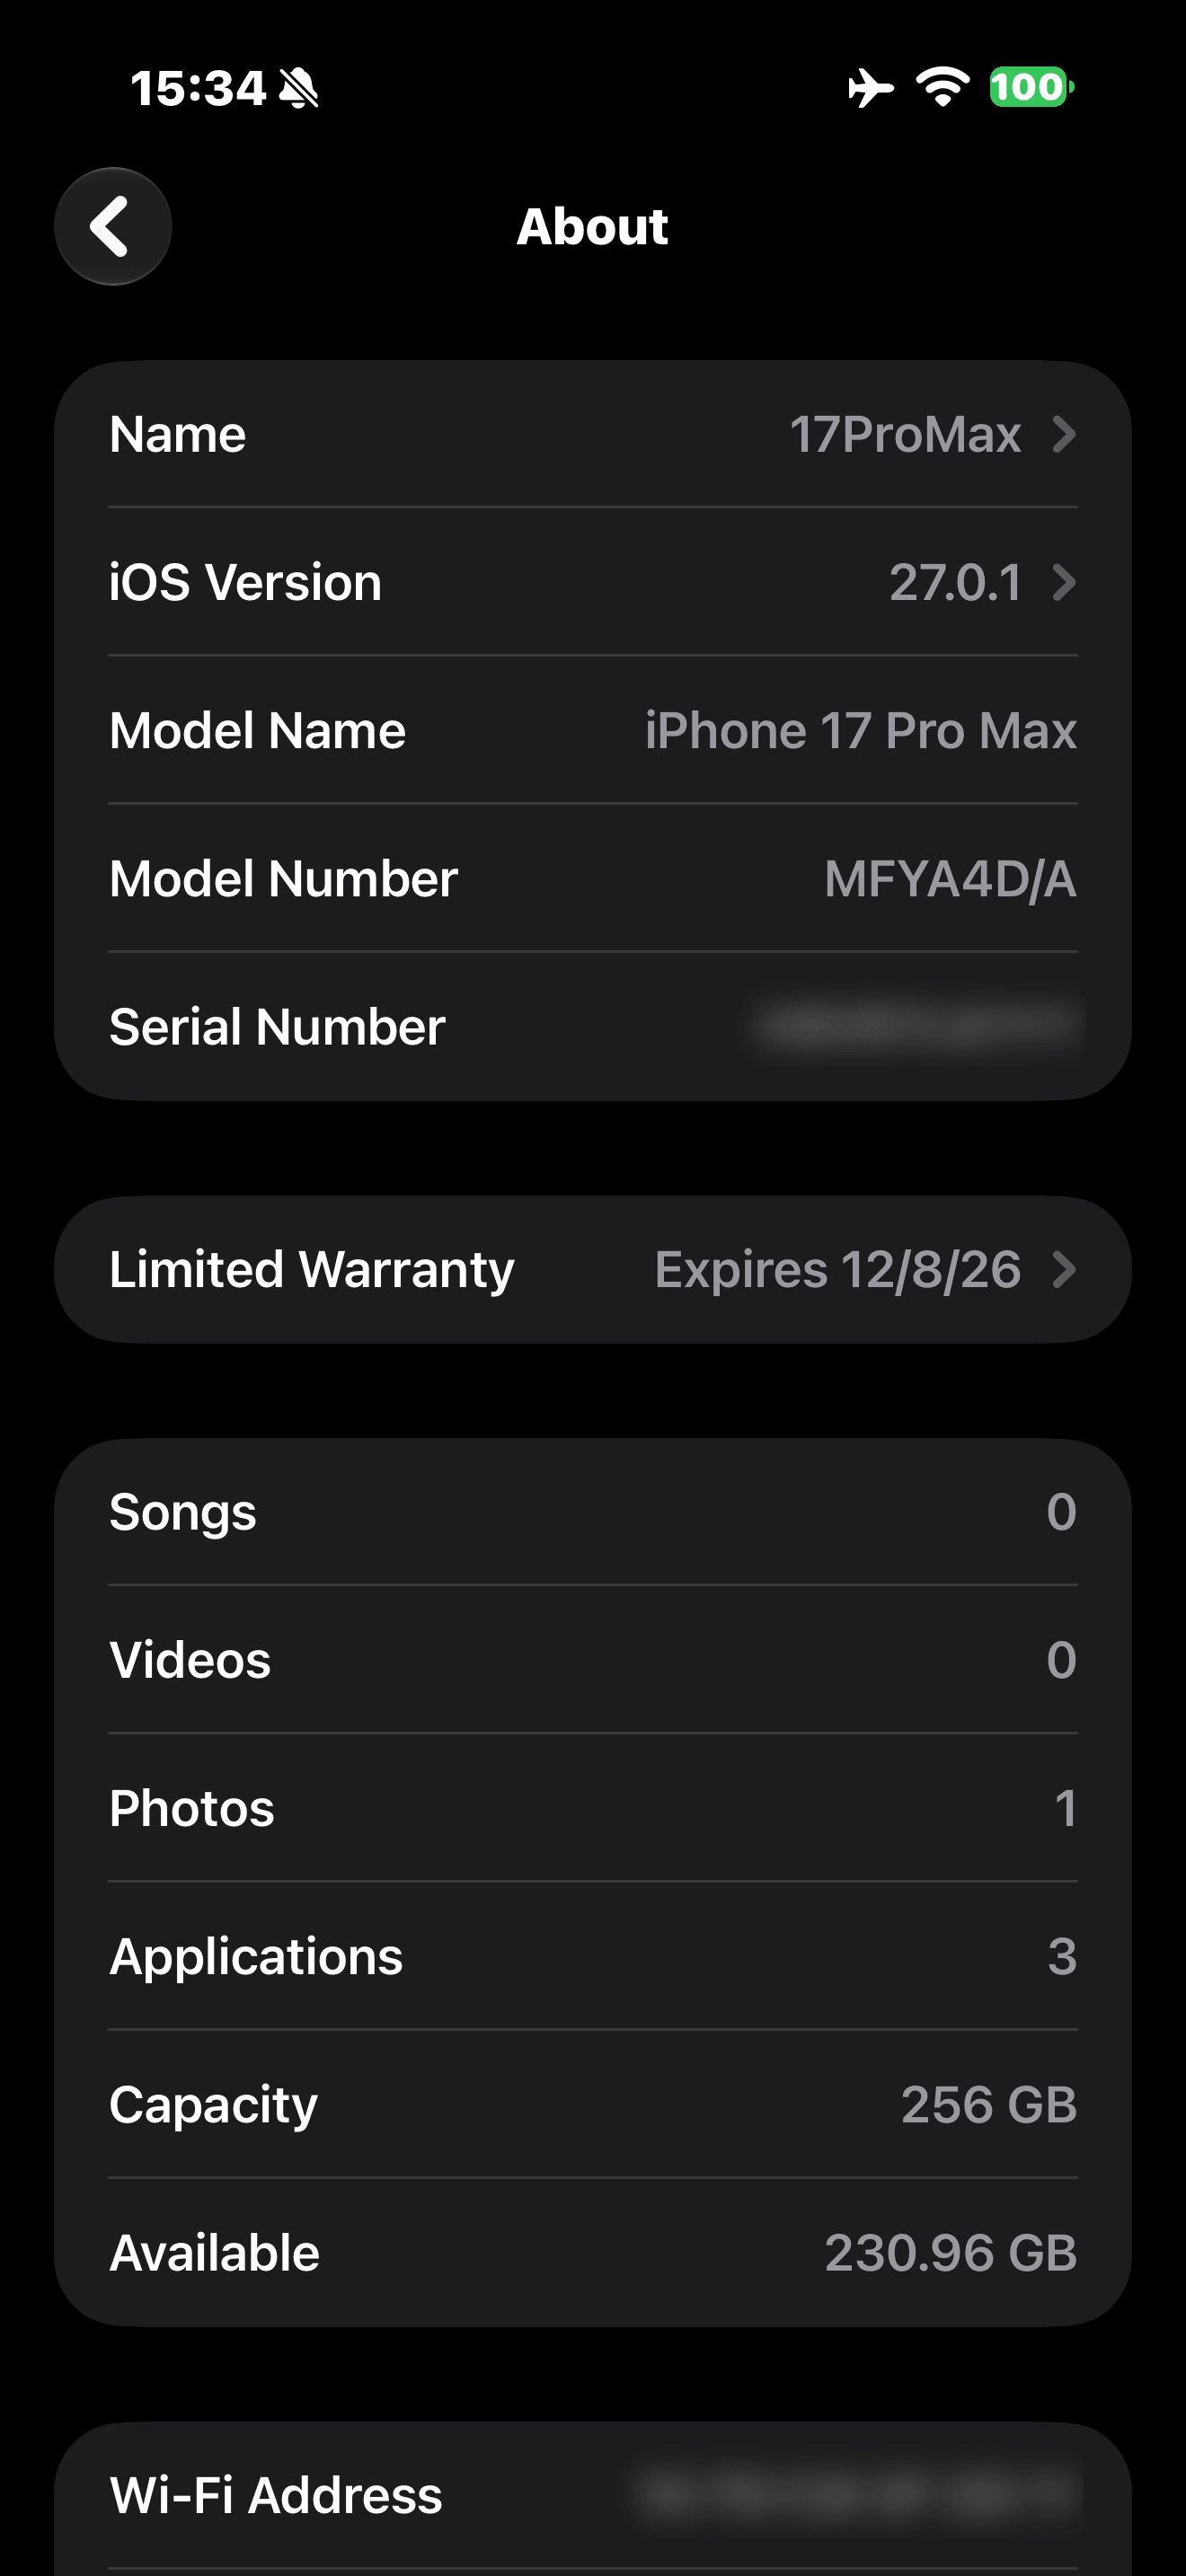 15:34
100
About
Name 17ProMax
iOS Version 27.0.1
Model Name iPhone 17 Pro Max
Model Number MFYA4D/A
Serial Number
Limited Warranty Expires 12/8/26
Songs 0
Videos 0
Photos 1
Applications 3
Capacity 256 GB
Available 230.96 GB
Wi-Fi Address